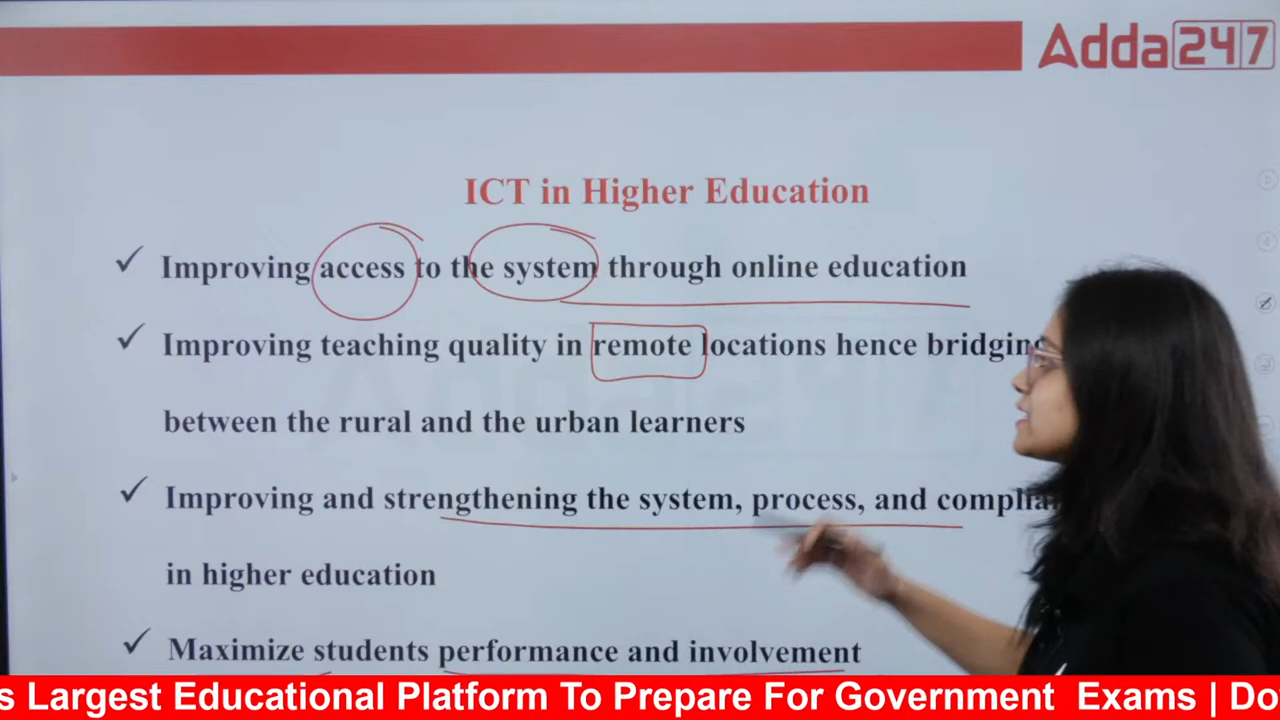 Adda247
ICT in Higher Education
Improving access to the system through online education
Improving teaching quality in remote locations hence bridging
between the rural and the urban learners
Improving and strengthening the system, process, and
in higher education
Maximize students performance and involvement
s Largest Educational Platform To Prepare For Government Exams | Do